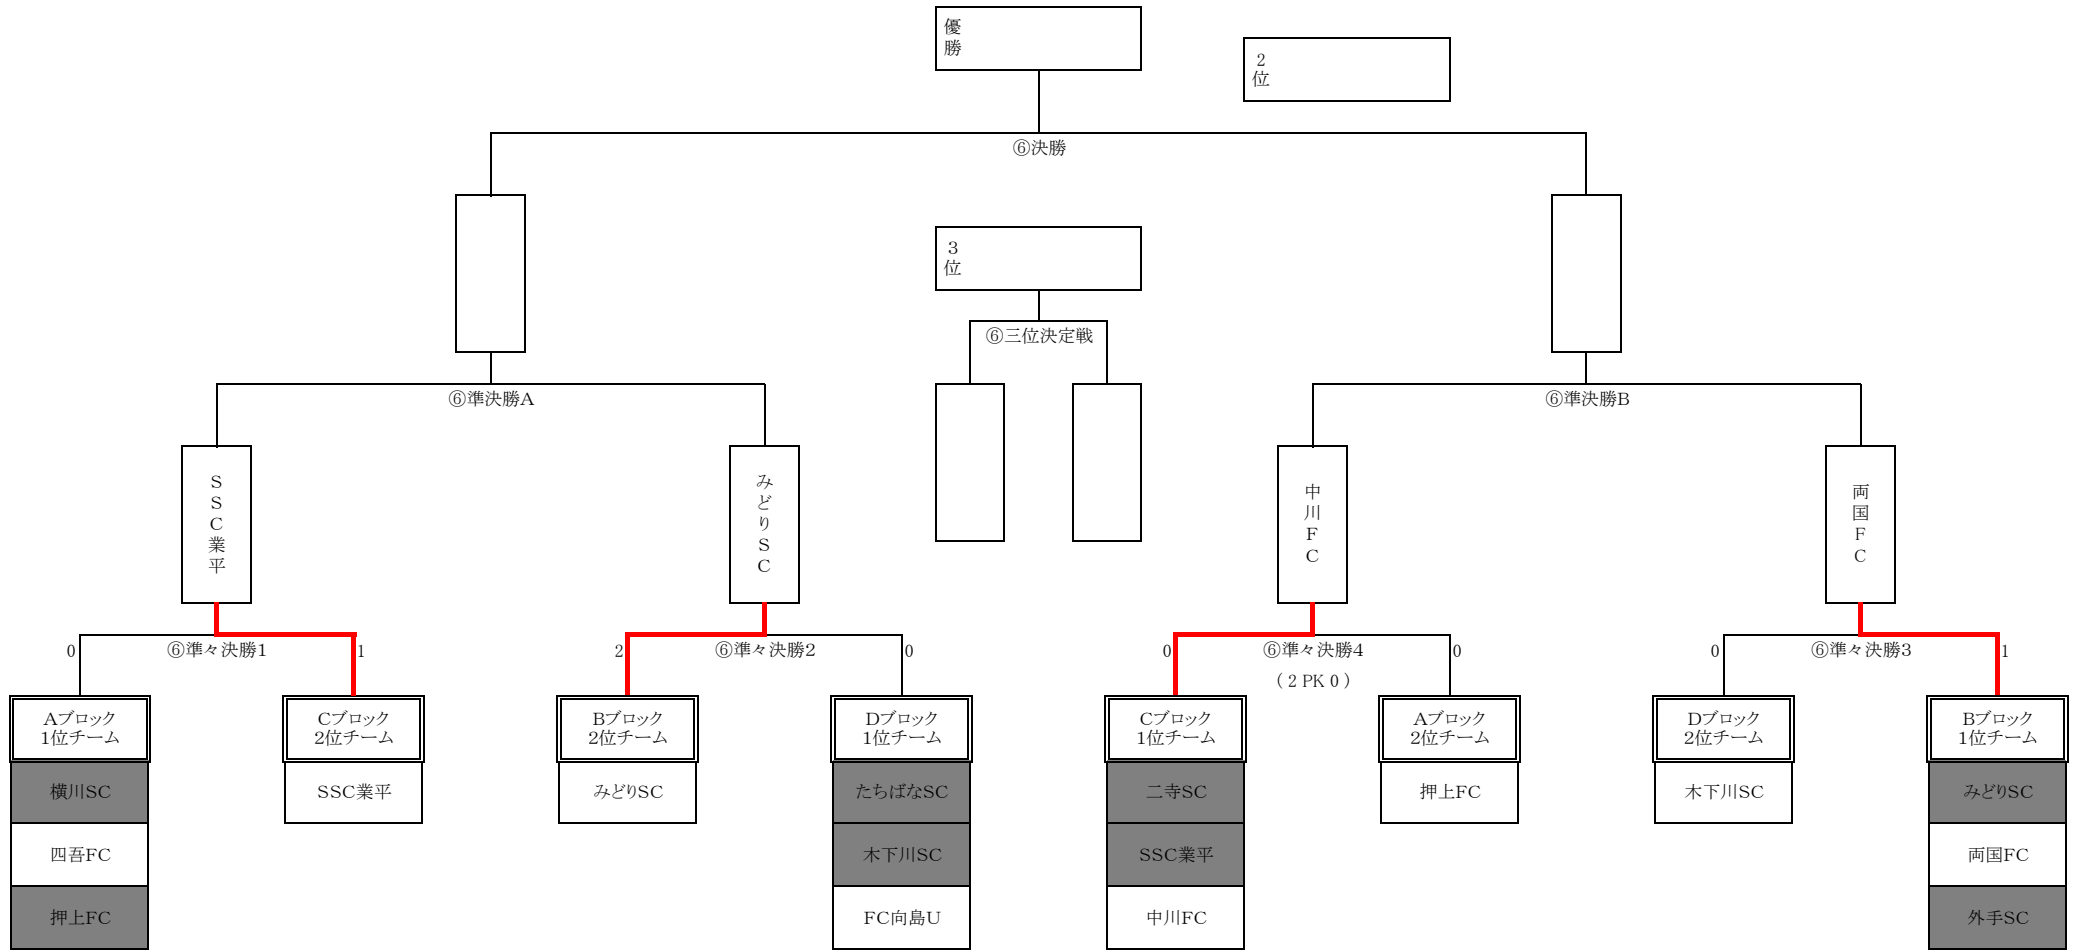 優勝
2位
⑥決勝
3位
⑥三位決定戦
⑥準決勝A
⑥準決勝B
SSC業平
みどりSC
中川FC
両国FC
0 ⑥準々決勝1 1
2 ⑥準々決勝2 0
0 ⑥準々決勝4 0
0 ⑥準々決勝3 1
( 2 PK 0 )
Aブロック
1位チーム
Cブロック
2位チーム
Bブロック
2位チーム
Dブロック
1位チーム
Cブロック
1位チーム
Aブロック
2位チーム
Dブロック
2位チーム
Bブロック
1位チーム
横川SC
SSC業平
みどりSC
たちばなSC
二寺SC
押上FC
木下川SC
みどりSC
四吾FC
木下川SC
SSC業平
両国FC
押上FC
FC向島U
中川FC
外手SC